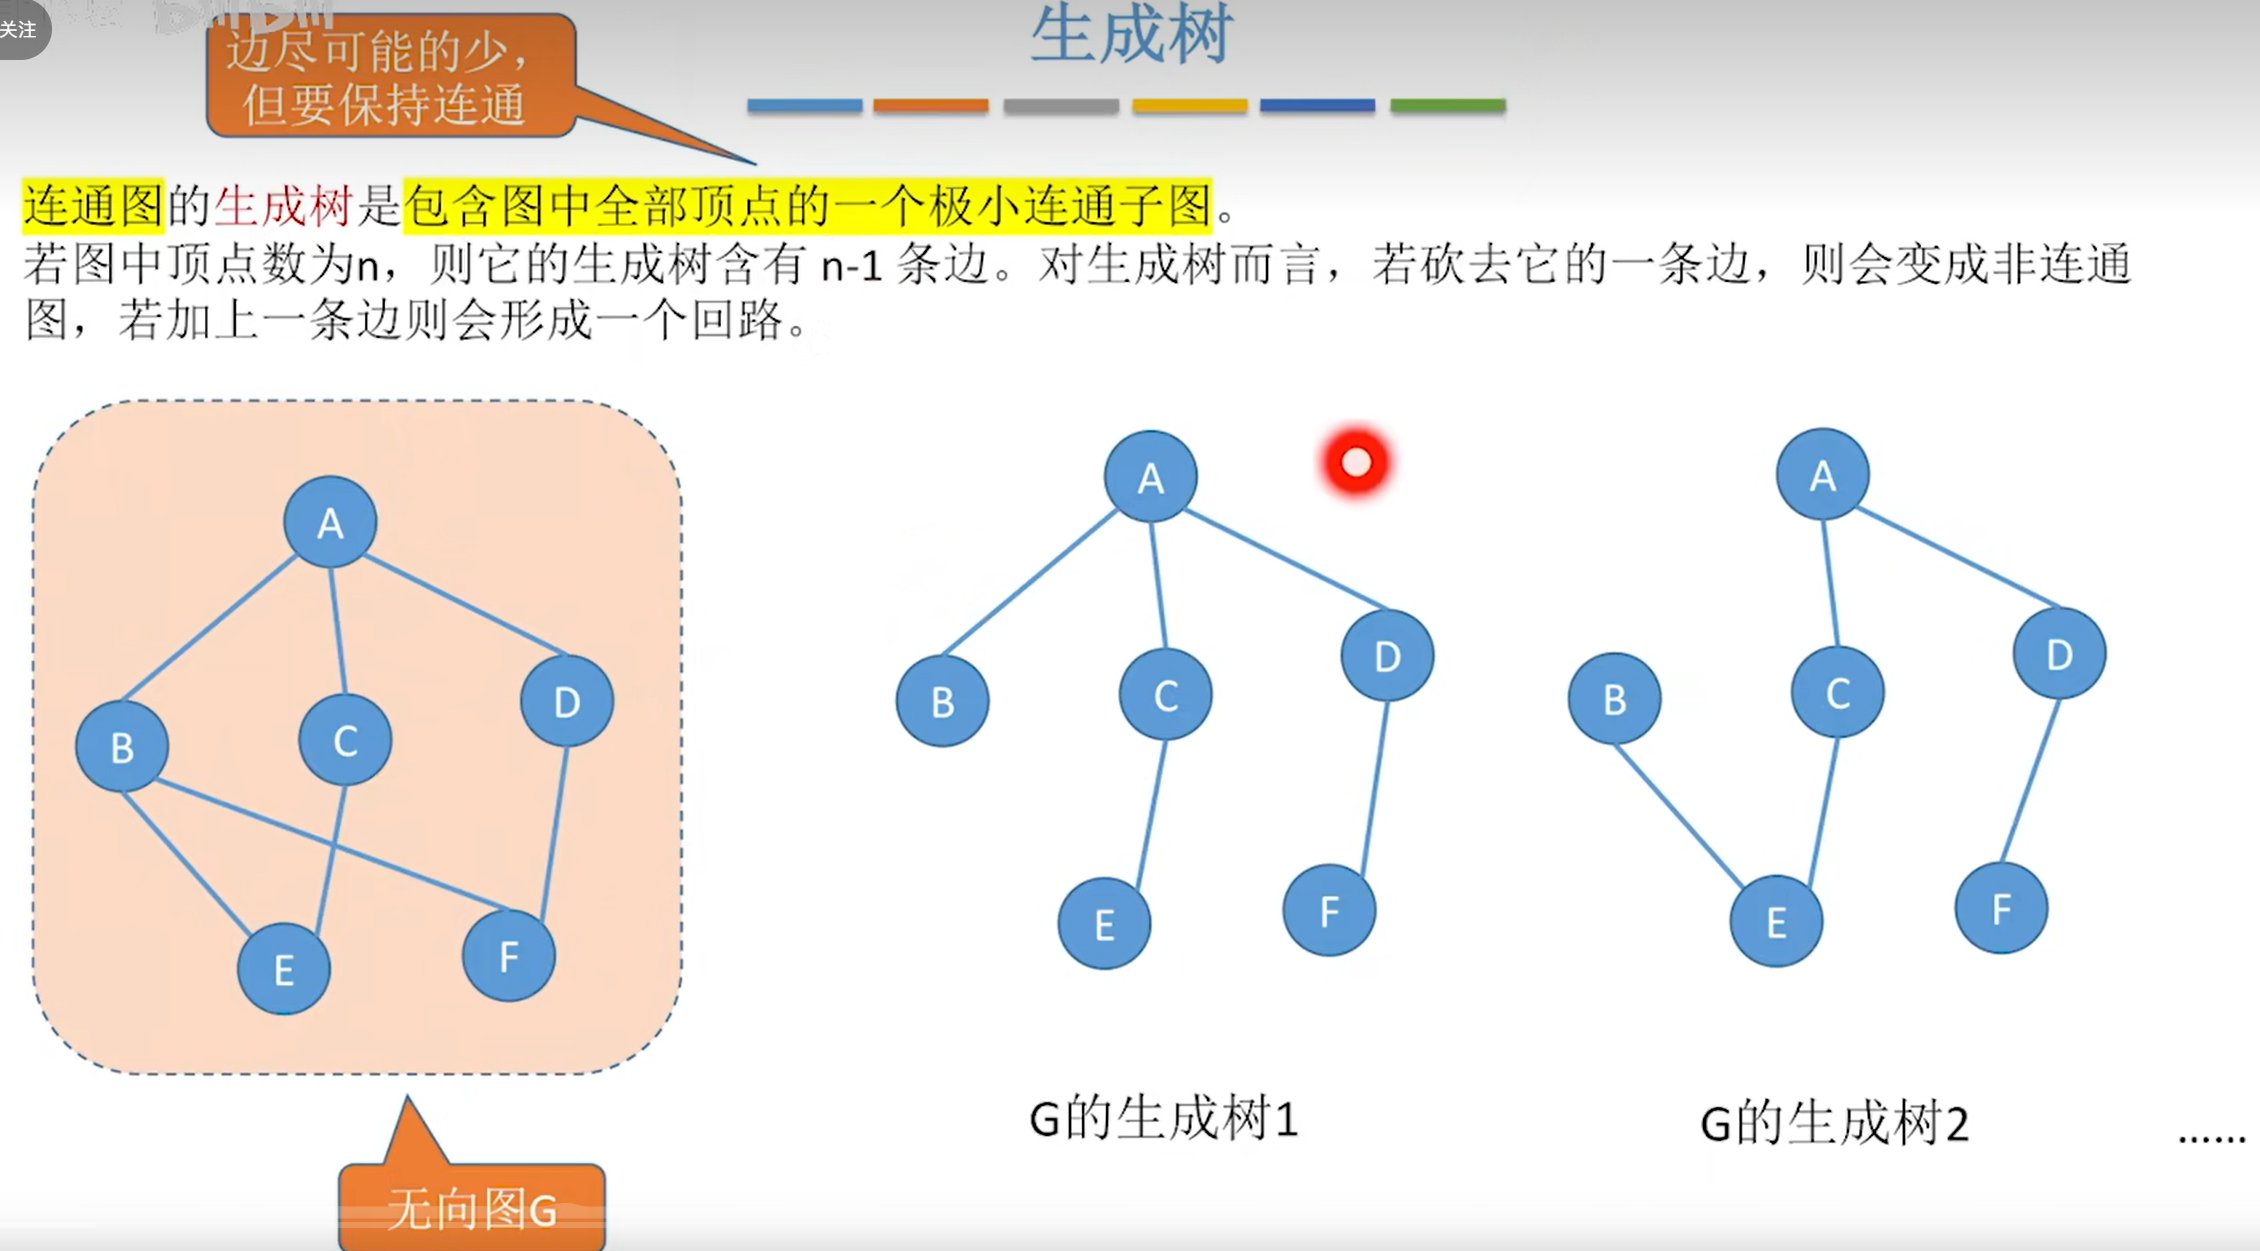 关注
边尽可能的少，
但要保持连通
生成树
连通图的生成树是包含图中全部顶点的一个极小连通子图。
若图中顶点数为n，则它的生成树含有 n-1 条边。对生成树而言，若砍去它的一条边，则会变成非连通
图，若加上一条边则会形成一个回路。
A
B
C
D
E
F
无向图G
A
B
C
D
E
F
G的生成树1
A
B
C
D
E
F
G的生成树2
......